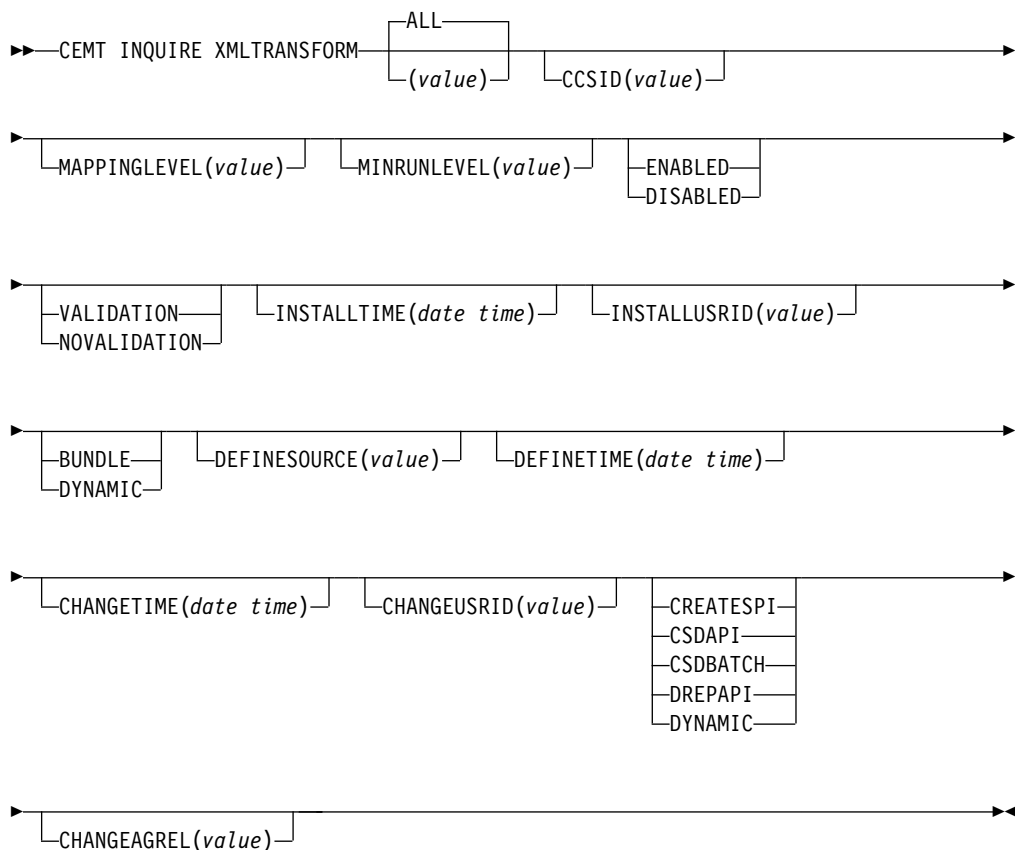 ALL
CEMT INQUIRE XMLTRANSFORM
(value)
CCSID(value)
MAPPINGLEVEL(value)
MINRUNLEVEL(value)
ENABLED
DISABLED
VALIDATION
NOVALIDATION
INSTALLTIME(date time)
INSTALLUSRID(value)
BUNDLE
DYNAMIC
DEFINESOURCE(value)
DEFINETIME(date time)
CHANGETIME(date time)
CHANGEUSRID(value)
CREATESPI
CSDAPI
CSDBATCH
DREPAPI
DYNAMIC
CHANGEAGREL(value)